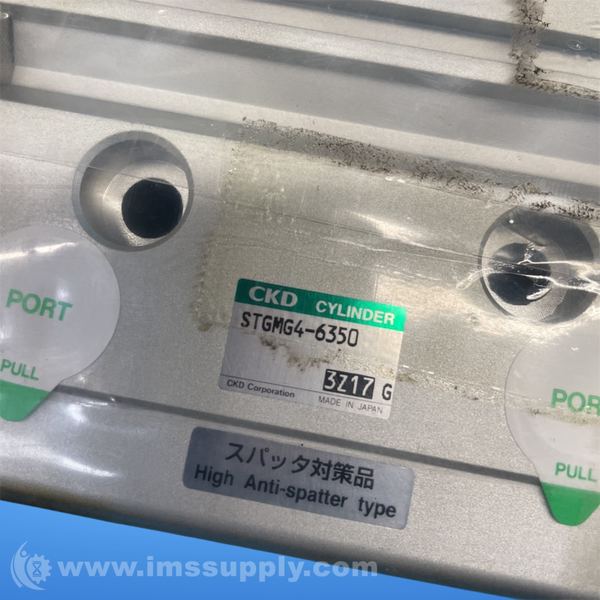 CKD CYLINDER
STGMG4-6350
3Z17 G
CKD Corporation MADE IN JAPAN
PORT
PULL
POR
PULL
スパッタ対策品
High Anti-spatter type
www.imssupply.com